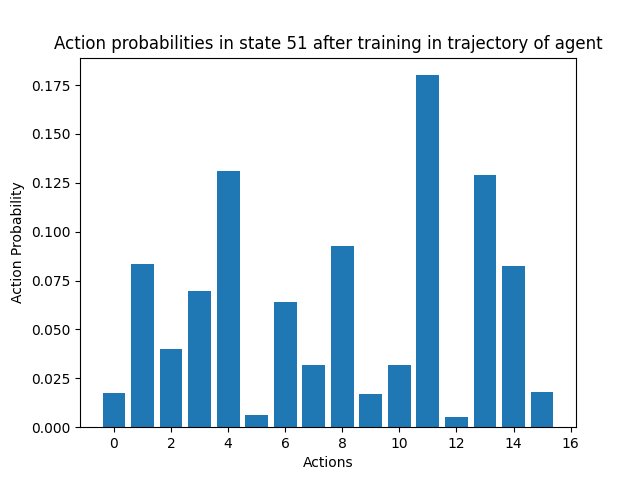 Action probabilities in state 51 after training in trajectory of agent
0.175
0.150
0.125
0.100
0.075
0.050
0.025
0.000
Action Probability
0 2 4 6 8 10 12 14 16
Actions